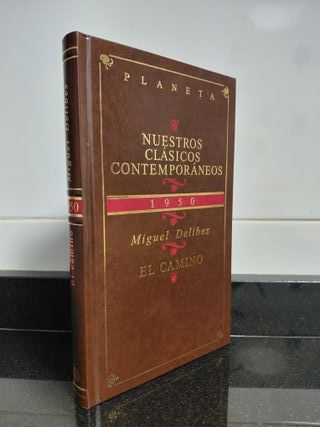 PLANETA
NUESTROS
CLÁSICOS
CONTEMPORÁNEOS
1950
Miguel Delibes
EL CAMINO
Miguel Delibes
50
El camino